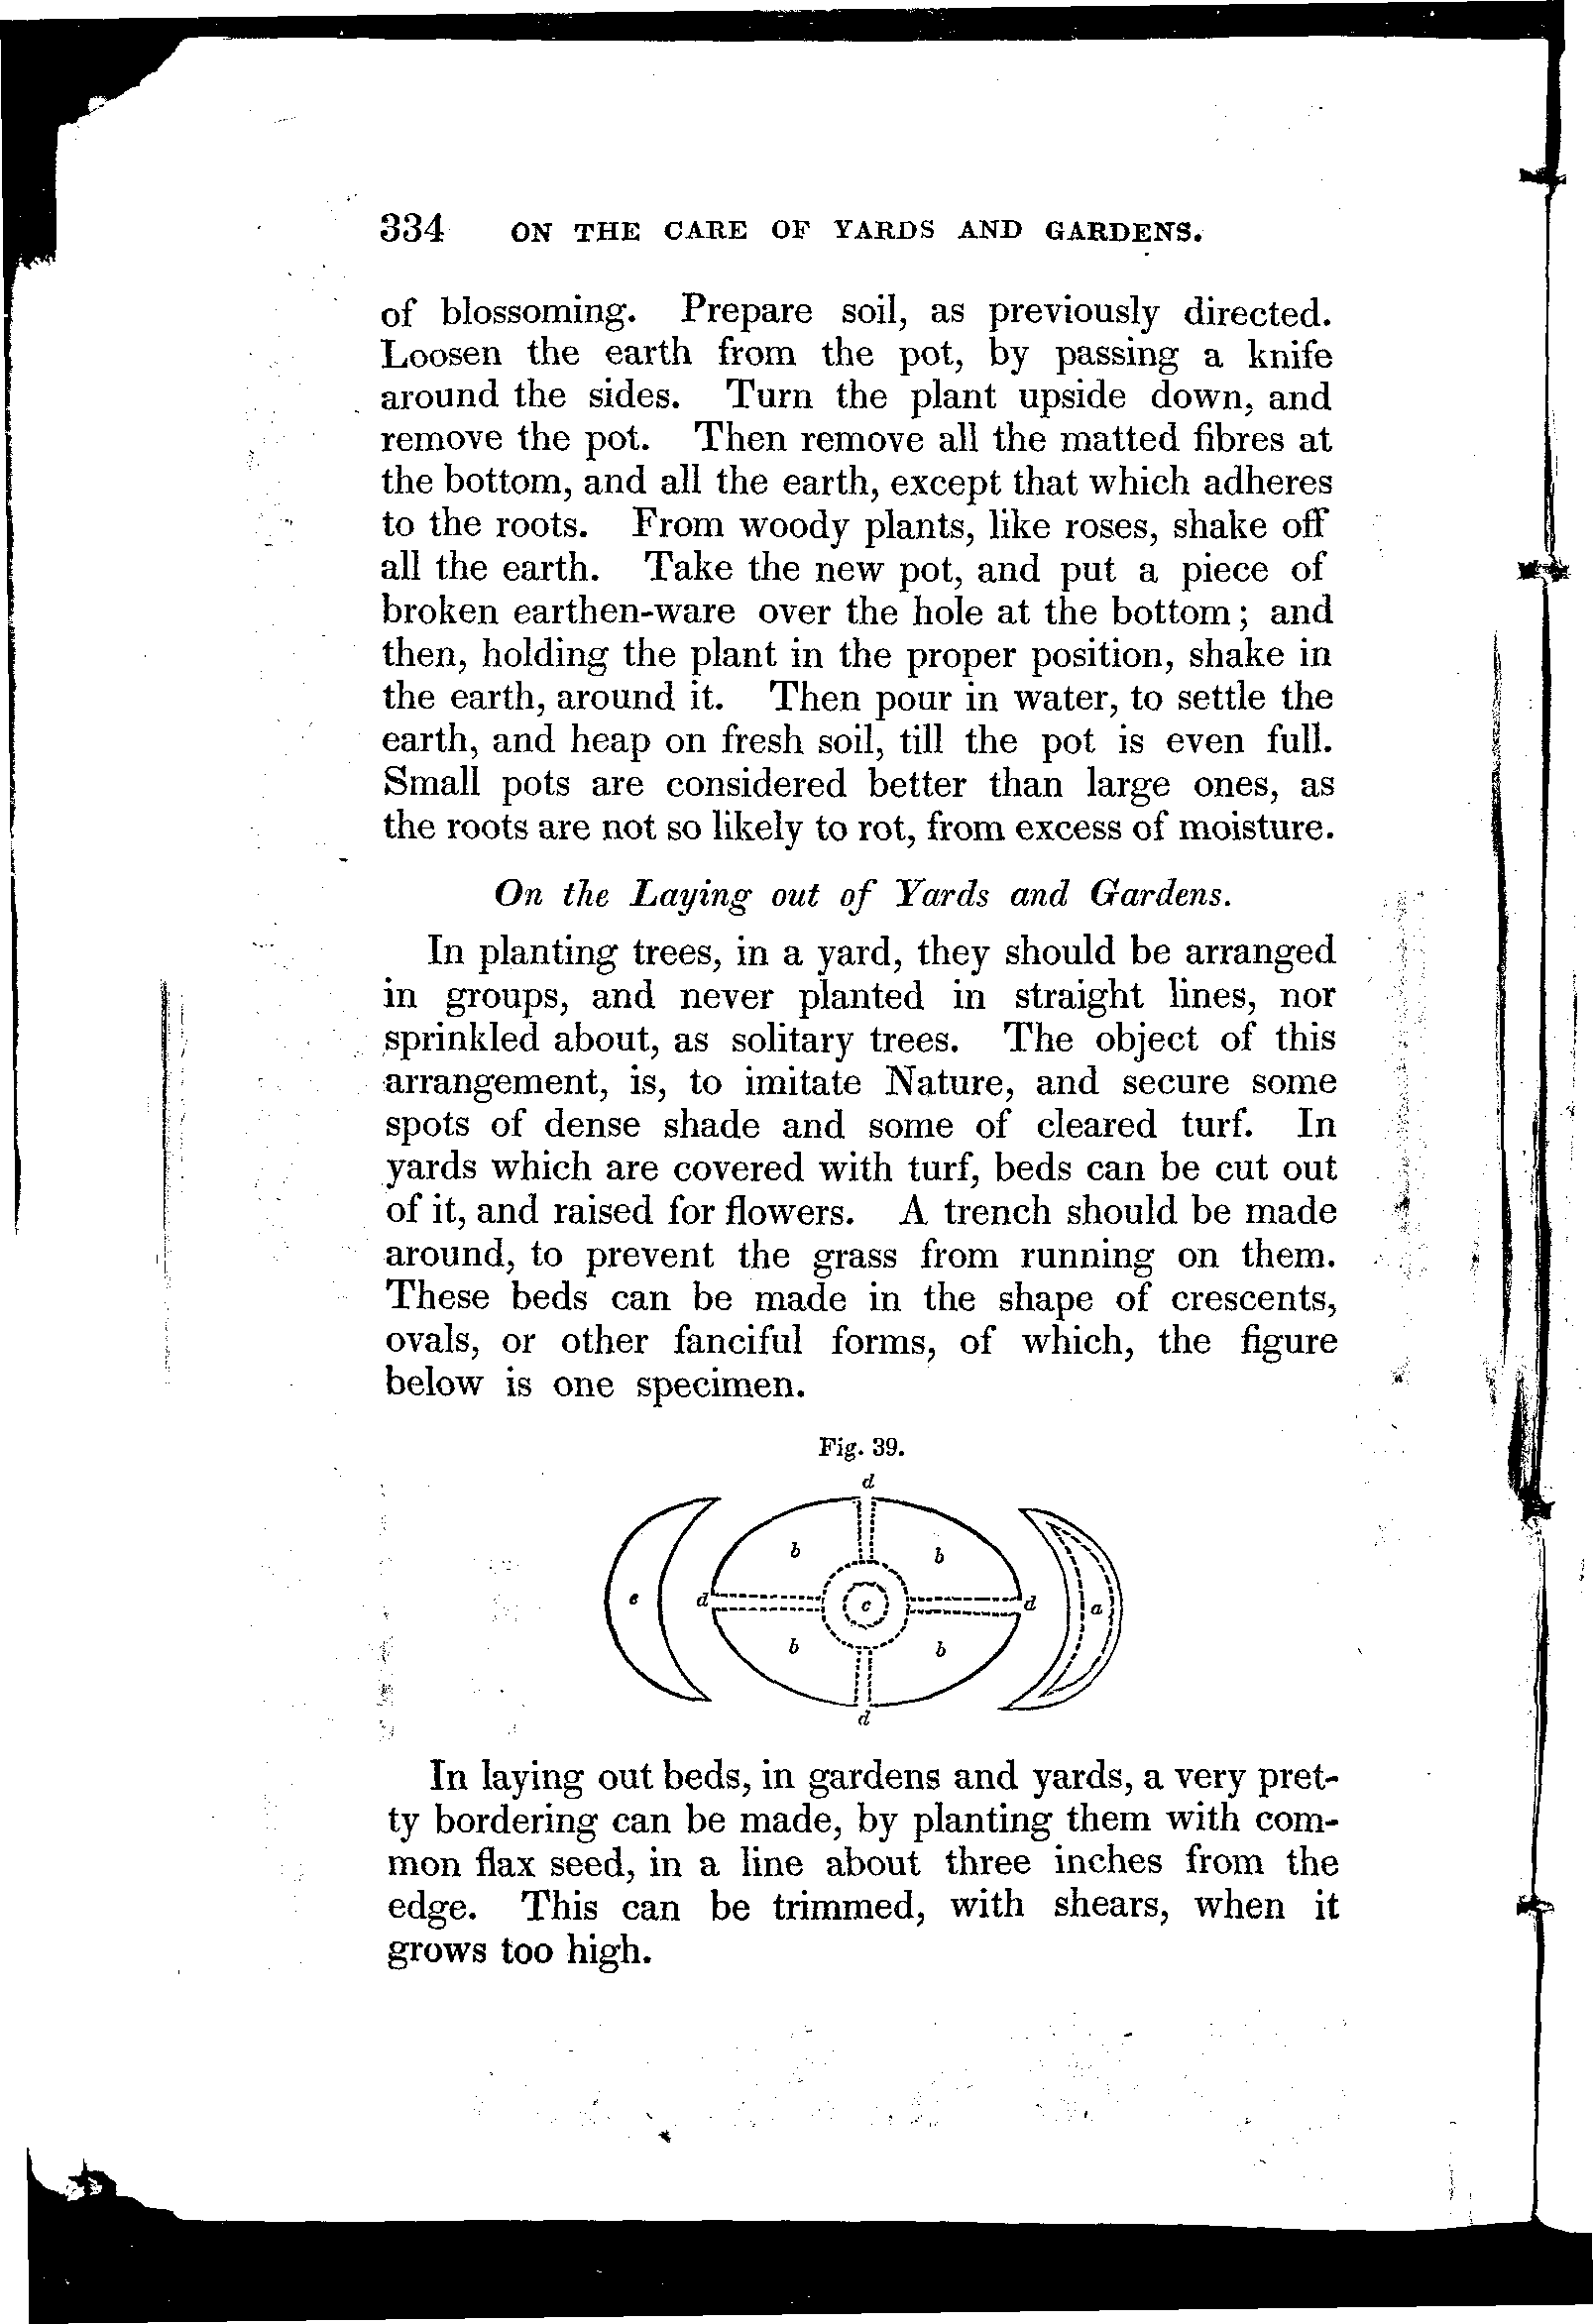 334 ON THE CARE OF YARDS AND GARDENS.
of blossoming. Prepare soil, as previously directed.
Loosen the earth from the pot, by passing a knife
around the sides. Turn the plant upside down, and
remove the pot. Then remove all the matted fibres at
the bottom, and all the earth, except that which adheres
to the roots. From woody plants, like roses, shake off
all the earth. Take the new pot, and put a piece of
broken earthen-ware over the hole at the bottom; and
then, holding the plant in the proper position, shake in
the earth, around it. Then pour in water, to settle the
earth, and heap on fresh soil, till the pot is even full.
Small pots are considered better than large ones, as
the roots are not so likely to rot, from excess of moisture.
On the Laying out of Yards and Gardens.
In planting trees, in a yard, they should be arranged
in groups, and never planted in straight lines, nor
sprinkled about, as solitary trees. The object of this
arrangement, is, to imitate Nature, and secure some
spots of dense shade and some of cleared turf. In
yards which are covered with turf, beds can be cut out
of it, and raised for flowers. A trench should be made
around, to prevent the grass from running on them.
These beds can be made in the shape of crescents,
ovals, or other fanciful forms, of which, the figure
below is one specimen.
Fig. 39.
d
b b
e d c d a
b b
d
In laying out beds, in gardens and yards, a very pret-
ty bordering can be made, by planting them with com-
mon flax seed, in a line about three inches from the
edge. This can be trimmed, with shears, when it
grows too high.